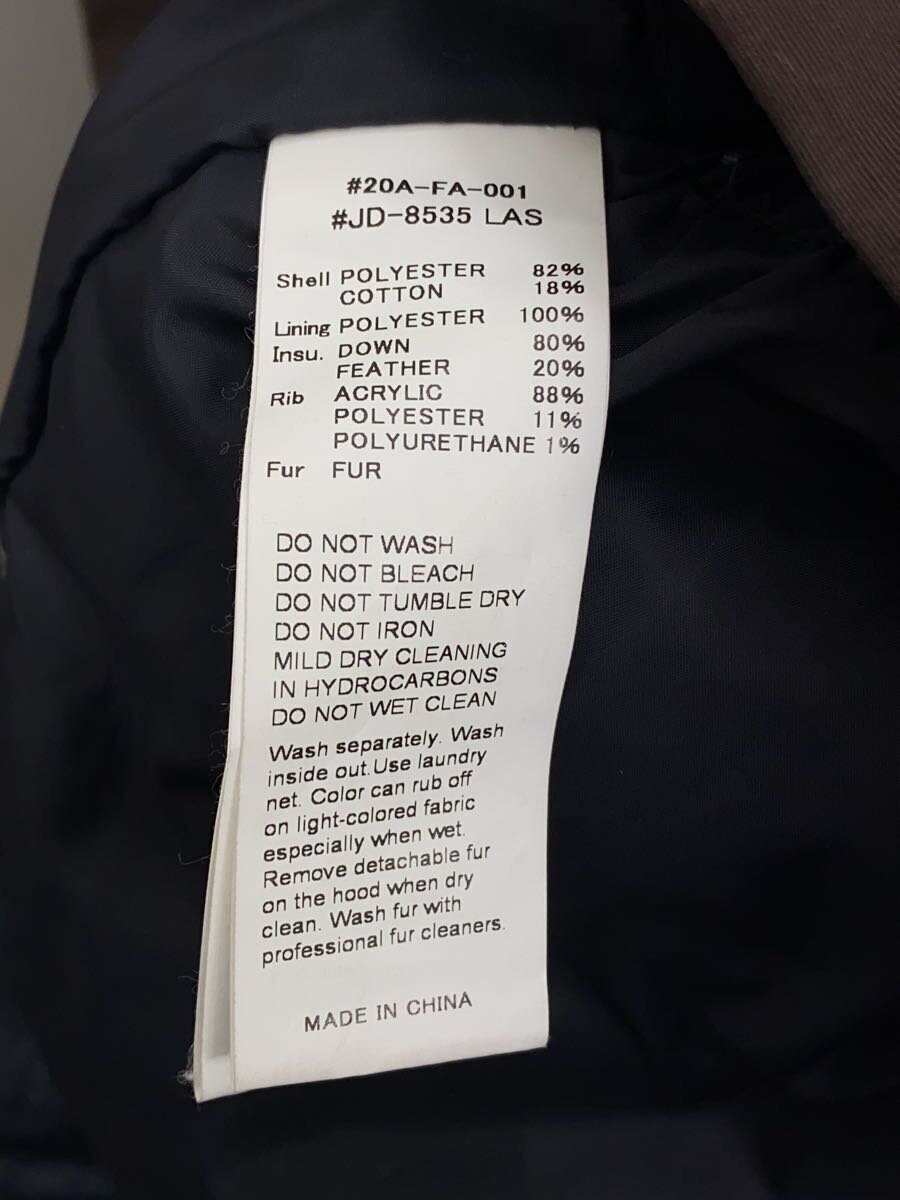 #20A-FA-001
#JD-8535 LAS
Shell POLYESTER 82%
COTTON 18%
Lining POLYESTER 100%
Insu. DOWN 80%
FEATHER 20%
Rib ACRYLIC 88%
POLYESTER 11%
POLYURETHANE 1%
Fur FUR
DO NOT WASH
DO NOT BLEACH
DO NOT TUMBLE DRY
DO NOT IRON
MILD DRY CLEANING
IN HYDROCARBONS
DO NOT WET CLEAN
Wash separately. Wash
inside out.Use laundry
net. Color can rub off
on light-colored fabric
especially when wet.
Remove detachable fur
on the hood when dry
clean. Wash fur with
professional fur cleaners.
MADE IN CHINA